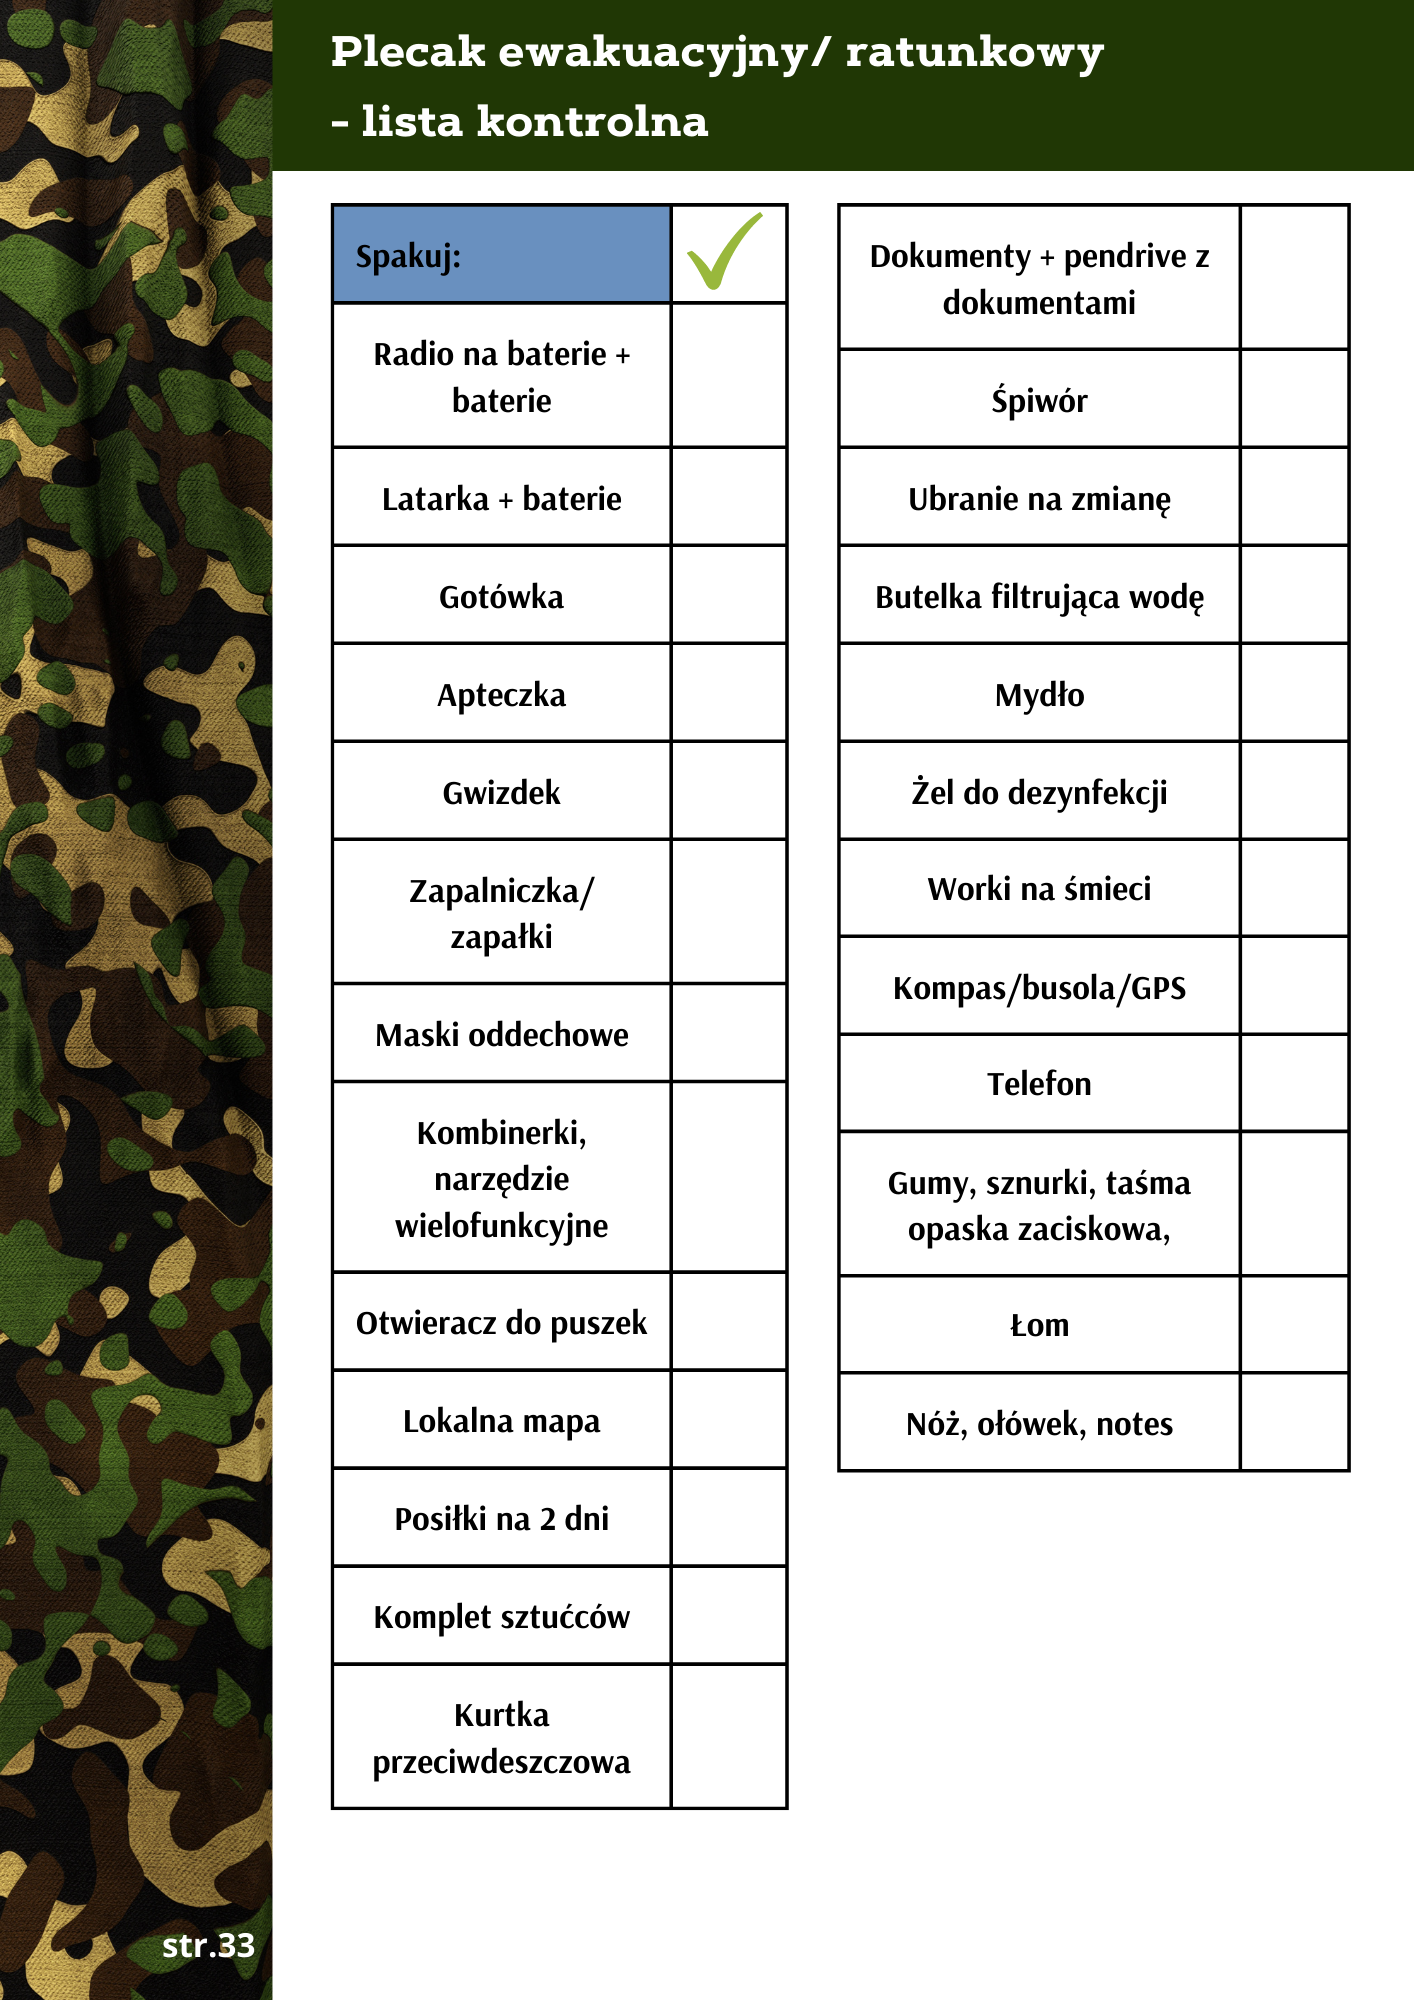 Plecak ewakuacyjny/ ratunkowy
- lista kontrolna
Spakuj:
Radio na baterie +
baterie
Latarka + baterie
Gotówka
Apteczka
Gwizdek
Zapalniczka/
zapałki
Maski oddechowe
Kombinerki,
narzędzie
wielofunkcyjne
Otwieracz do puszek
Lokalna mapa
Posiłki na 2 dni
Komplet sztućców
Kurtka
przeciwdeszczowa
Dokumenty + pendrive z
dokumentami
Śpiwór
Ubranie na zmianę
Butelka filtrująca wodę
Mydło
Żel do dezynfekcji
Worki na śmieci
Kompas/busola/GPS
Telefon
Gumy, sznurki, taśma
opaska zaciskowa,
Łom
Nóż, ołówek, notes
str.33